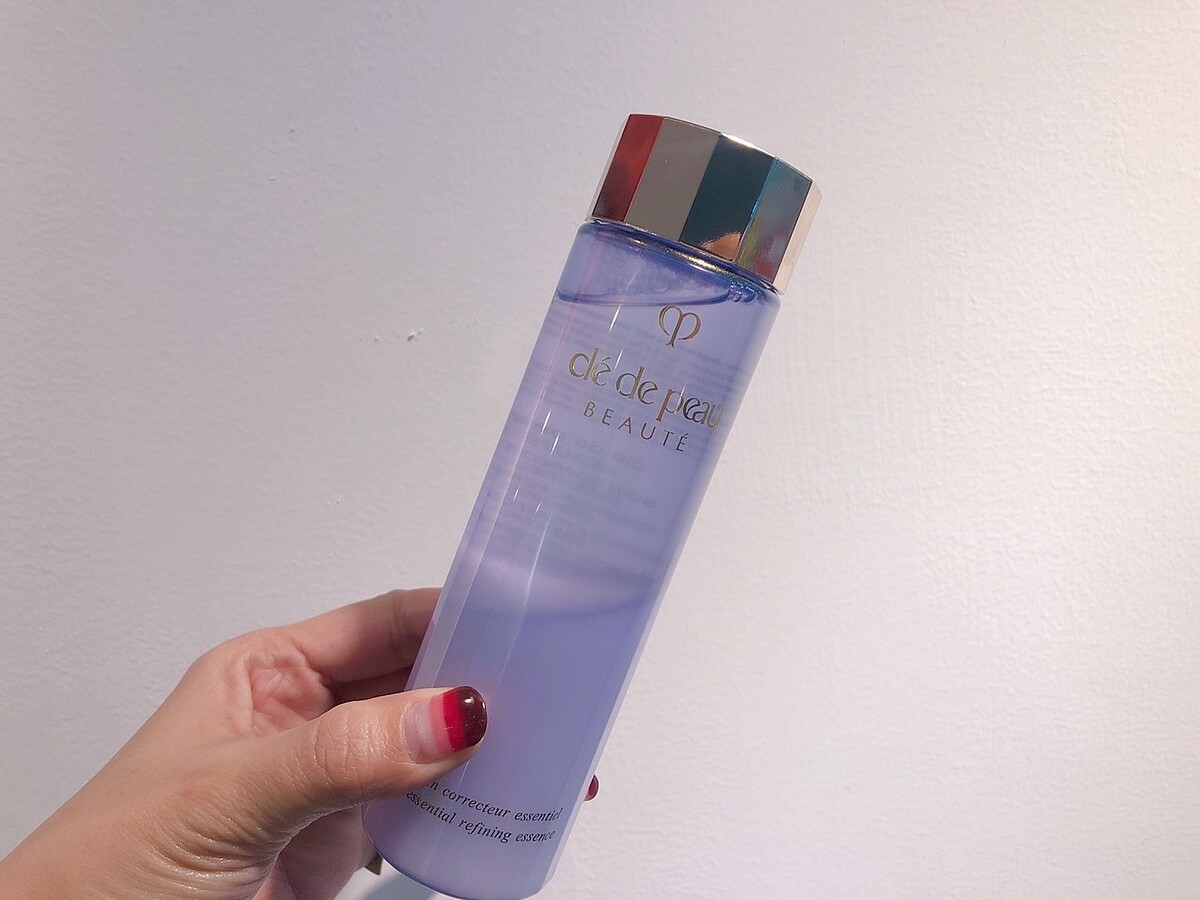 clé de peau
BEAUTÉ
correcteur essentiel
essential refining essence